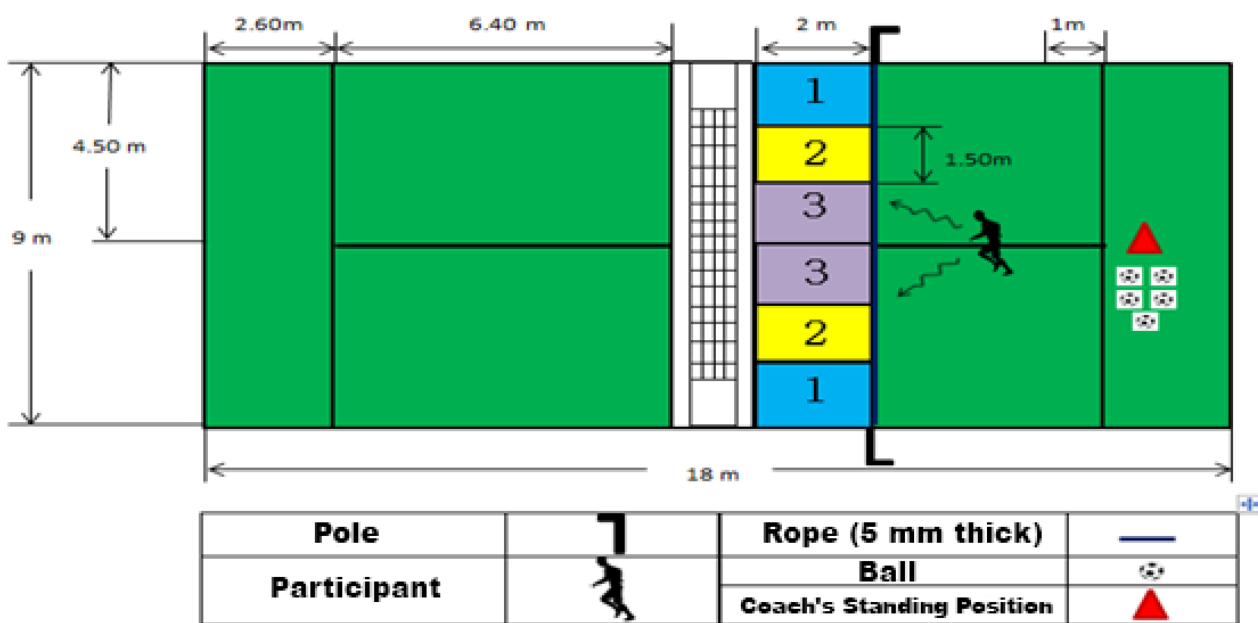 2.60m 6.40 m 2 m 1m
1
4.50 m
2 1.50m
3
9 m
3
2
1
18 m
Pole Rope (5 mm thick)
Participant Ball
Coach's Standing Position